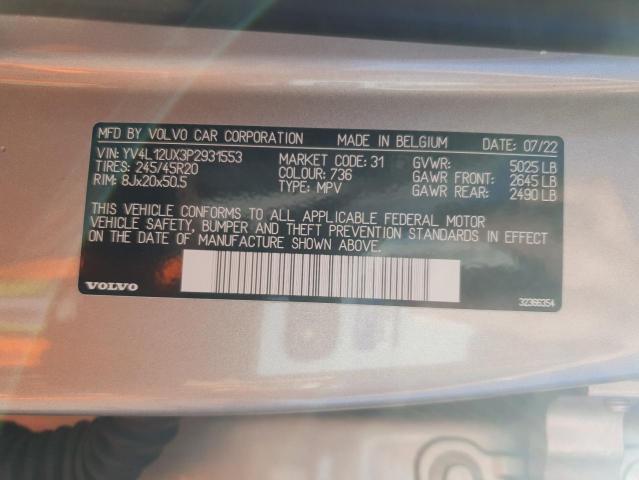 MFD BY VOLVO CAR CORPORATION MADE IN BELGIUM DATE: 07/22
VIN: YV4L12UX3P2931553 MARKET CODE: 31 GVWR: 5025 LB
TIRES: 245/45R20 COLOUR: 736 GAWR FRONT: 2645 LB
RIM: 8Jx20x50.5 TYPE: MPV GAWR REAR: 2490 LB
THIS VEHICLE CONFORMS TO ALL APPLICABLE FEDERAL MOTOR
VEHICLE SAFETY, BUMPER AND THEFT PREVENTION STANDARDS IN EFFECT
ON THE DATE OF MANUFACTURE SHOWN ABOVE.
VOLVO 32366354